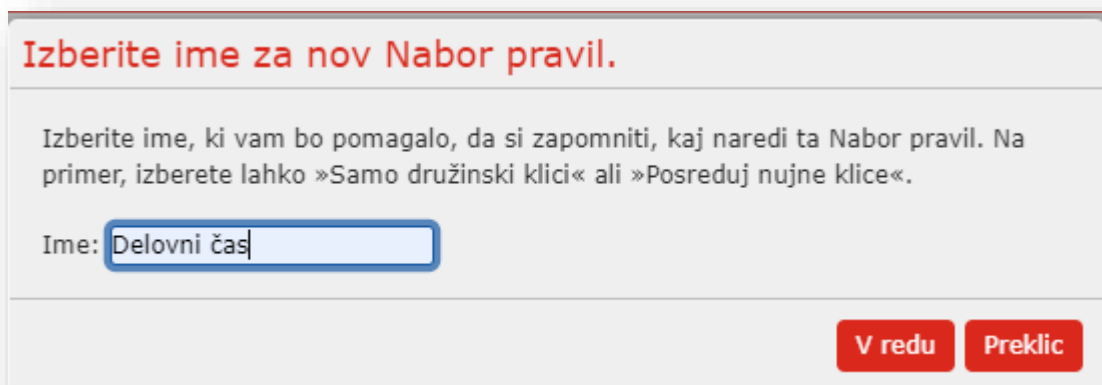 Izberite ime za nov Nabor pravil.
Izberite ime, ki vam bo pomagalo, da si zapomniti, kaj naredi ta Nabor pravil. Na
primer, izberete lahko »Samo družinski klici« ali »Posreduj nujne klice«.
Ime: Delovni čas
V redu Preklic